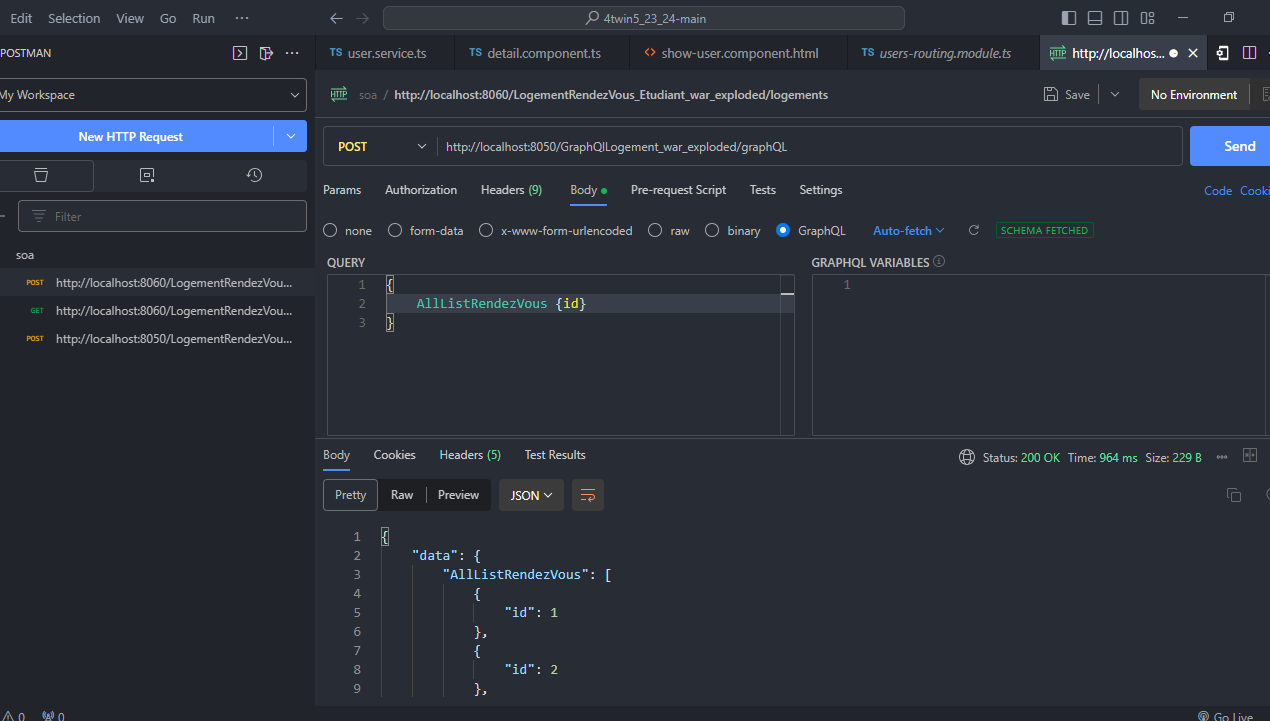 Edit Selection View Go Run ··· 4twin5_23_24-main
POSTMAN
TS user.service.ts TS detail.component.ts <> show-user.component.html TS users-routing.module.ts HTTP http://localhos...
My Workspace
HTTP soa / http://localhost:8060/LogementRendezVous_Etudiant_war_exploded/logements Save No Environment
New HTTP Request
POST http://localhost:8050/GraphQlLogement_war_exploded/graphQL Send
Params Authorization Headers (9) Body Pre-request Script Tests Settings Code Cooki
Filter
none form-data x-www-form-urlencoded raw binary GraphQL Auto-fetch SCHEMA FETCHED
soa
POST http://localhost:8060/LogementRendezVou...
GET http://localhost:8060/LogementRendezVou...
POST http://localhost:8050/LogementRendezVou...
QUERY
1 {
2 AllListRendezVous {id}
3 }
GRAPHQL VARIABLES
1
Body Cookies Headers (5) Test Results Status: 200 OK Time: 964 ms Size: 229 B
Pretty Raw Preview JSON
1 {
2 "data": {
3 "AllListRendezVous": [
4 {
5 "id": 1
6 },
7 {
8 "id": 2
9 },
0 0 Go Live